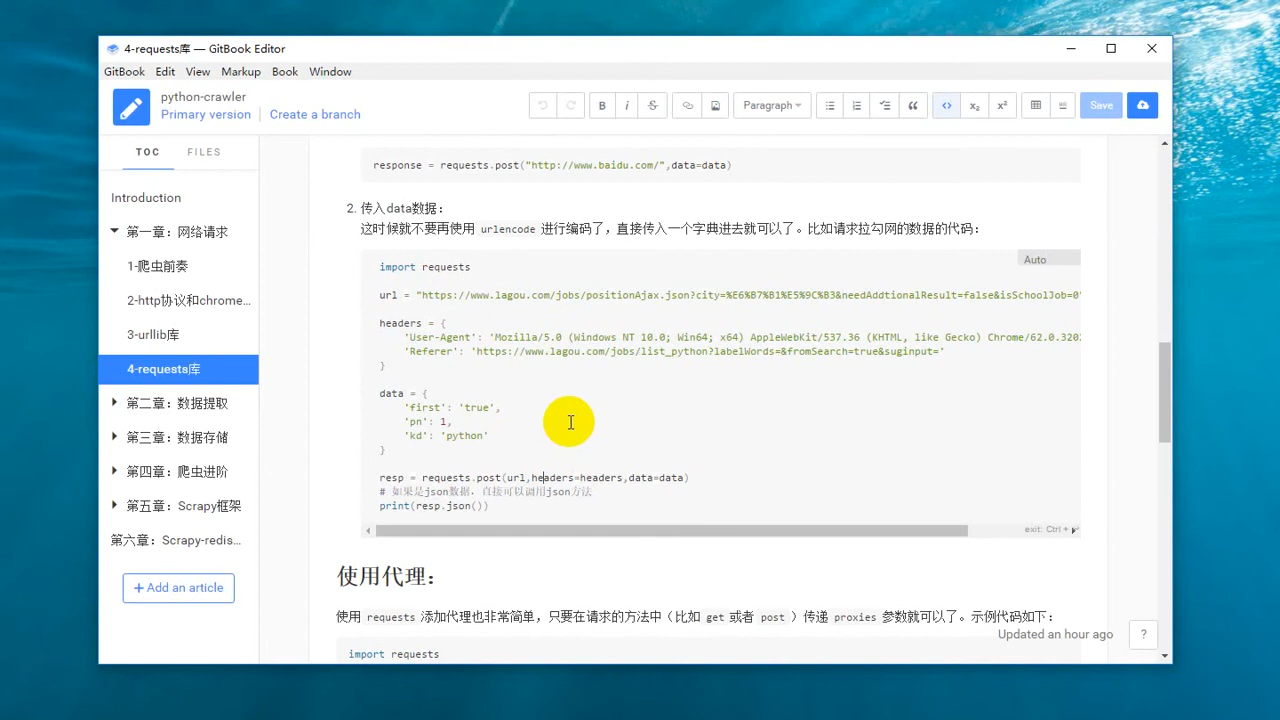 4-requests库 — GitBook Editor
GitBook Edit View Markup Book Window
python-crawler
Primary version Create a branch
B i S Paragraph x₂ x² Save
TOC FILES
Introduction
第一章：网络请求
1-爬虫前奏
2-http协议和chrome...
3-urllib库
4-requests库
第二章：数据提取
第三章：数据存储
第四章：爬虫进阶
第五章：Scrapy框架
第六章：Scrapy-redis...
+ Add an article
response = requests.post("http://www.baidu.com/",data=data)
2. 传入data数据：
这时候就不要再使用 urlencode 进行编码了，直接传入一个字典进去就可以了。比如请求拉勾网的数据的代码：
Auto
import requests
url = "https://www.lagou.com/jobs/positionAjax.json?city=%E6%B7%B1%E5%9C%B3&needAddtionalResult=false&isSchoolJob=0"
headers = {
'User-Agent': 'Mozilla/5.0 (Windows NT 10.0; Win64; x64) AppleWebKit/537.36 (KHTML, like Gecko) Chrome/62.0.3202
'Referer': 'https://www.lagou.com/jobs/list_python?labelWords=&fromSearch=true&suginput='
}
data = {
'first': 'true',
'pn': 1,
'kd': 'python'
}
resp = requests.post(url,headers=headers,data=data)
# 如果是json数据，直接可以调用json方法
print(resp.json())
exit: Ctrl +
使用代理：
使用 requests 添加代理也非常简单，只要在请求的方法中（比如 get 或者 post ）传递 proxies 参数就可以了。示例代码如下：
Updated an hour ago
?
import requests